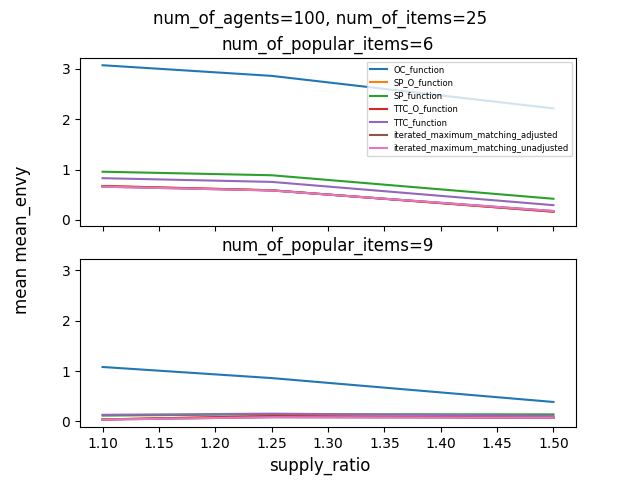 num_of_agents=100, num_of_items=25
num_of_popular_items=6
3
2
1
0
OC_function
SP_O_function
SP_function
TTC_O_function
TTC_function
iterated_maximum_matching_adjusted
iterated_maximum_matching_unadjusted
mean mean_envy
num_of_popular_items=9
3
2
1
0
1.10 1.15 1.20 1.25 1.30 1.35 1.40 1.45 1.50
supply_ratio